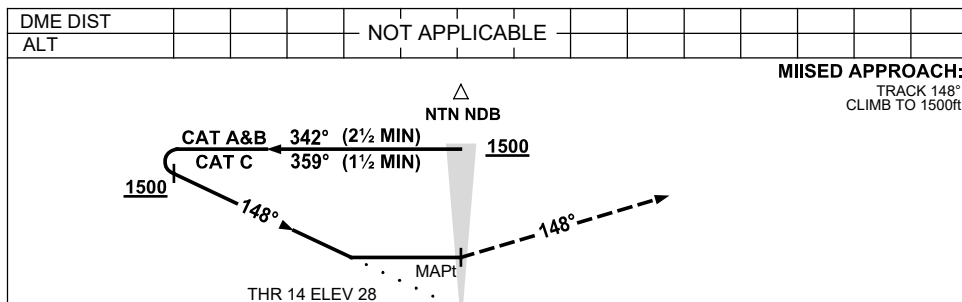 DME DIST
NOT APPLICABLE
ALT
MIISED APPROACH:
TRACK 148°
CLIMB TO 1500ft
NTN NDB
CAT A&B 342° (2½ MIN)
1500
CAT C 359° (1½ MIN)
1500
148°
148°
MAPt
THR 14 ELEV 28